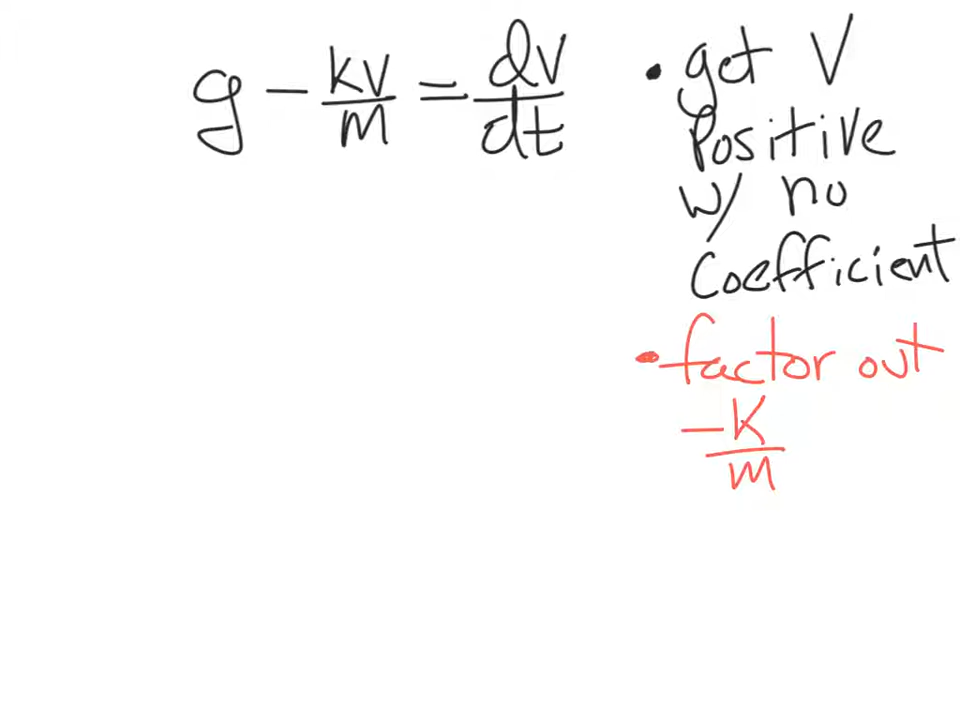 g - kv/m = dv/dt
• get V
Positive
w/ no
Coefficient
• factor out
-K/m